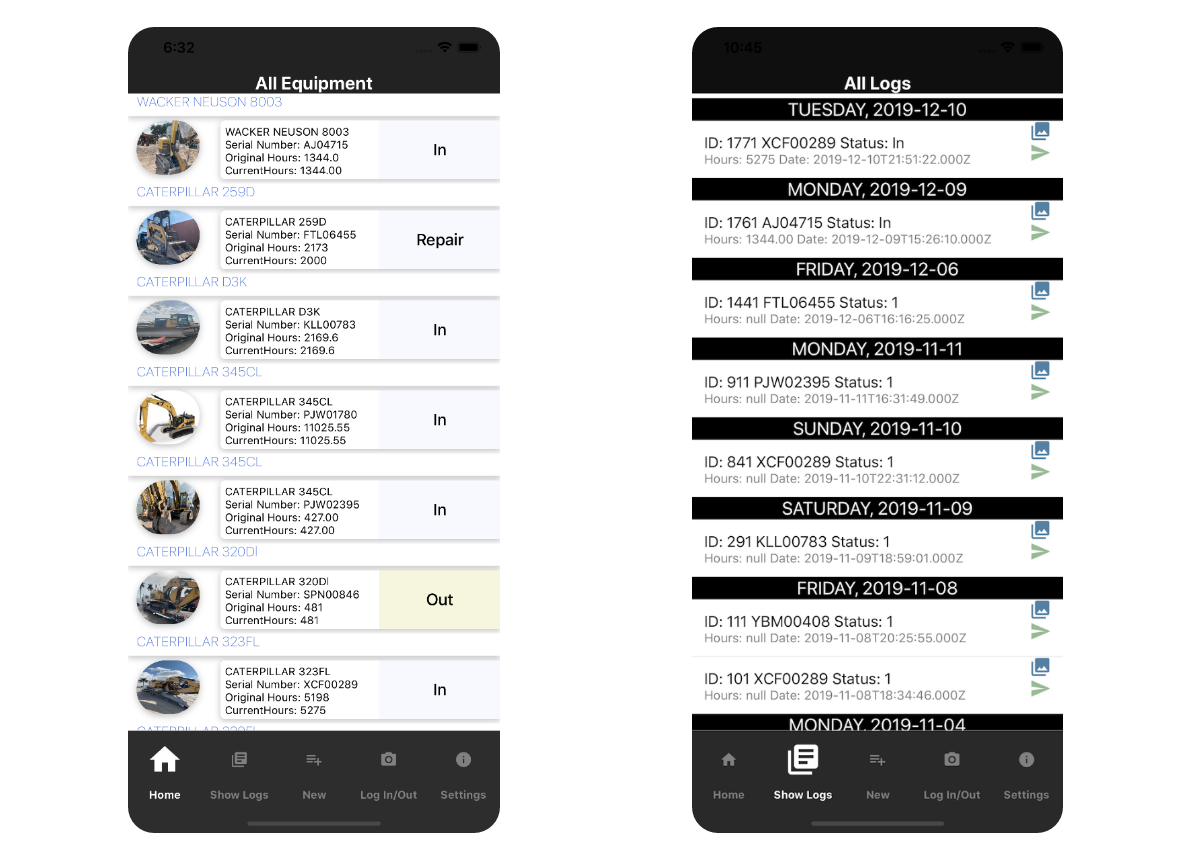 6:32
All Equipment
WACKER NEUSON 8003
WACKER NEUSON 8003
Serial Number: AJ04715
Original Hours: 1344.0
CurrentHours: 1344.00
In
CATERPILLAR 259D
CATERPILLAR 259D
Serial Number: FTL06455
Original Hours: 2173
CurrentHours: 2000
Repair
CATERPILLAR D3K
CATERPILLAR D3K
Serial Number: KLL00783
Original Hours: 2169.6
CurrentHours: 2169.6
In
CATERPILLAR 345CL
CATERPILLAR 345CL
Serial Number: PJW01780
Original Hours: 11025.55
CurrentHours: 11025.55
In
CATERPILLAR 345CL
CATERPILLAR 345CL
Serial Number: PJW02395
Original Hours: 427.00
CurrentHours: 427.00
In
CATERPILLAR 320Dl
CATERPILLAR 320Dl
Serial Number: SPN00846
Original Hours: 481
CurrentHours: 481
Out
CATERPILLAR 323FL
CATERPILLAR 323FL
Serial Number: XCF00289
Original Hours: 5198
CurrentHours: 5275
In
Home Show Logs New Log In/Out Settings
10:45
All Logs
TUESDAY, 2019-12-10
ID: 1771 XCF00289 Status: In
Hours: 5275 Date: 2019-12-10T21:51:22.000Z
MONDAY, 2019-12-09
ID: 1761 AJ04715 Status: In
Hours: 1344.00 Date: 2019-12-09T15:26:10.000Z
FRIDAY, 2019-12-06
ID: 1441 FTL06455 Status: 1
Hours: null Date: 2019-12-06T16:16:25.000Z
MONDAY, 2019-11-11
ID: 911 PJW02395 Status: 1
Hours: null Date: 2019-11-11T16:31:49.000Z
SUNDAY, 2019-11-10
ID: 841 XCF00289 Status: 1
Hours: null Date: 2019-11-10T22:31:12.000Z
SATURDAY, 2019-11-09
ID: 291 KLL00783 Status: 1
Hours: null Date: 2019-11-09T18:59:01.000Z
FRIDAY, 2019-11-08
ID: 111 YBM00408 Status: 1
Hours: null Date: 2019-11-08T20:25:55.000Z
ID: 101 XCF00289 Status: 1
Hours: null Date: 2019-11-08T18:34:46.000Z
MONDAY, 2019-11-04
Home Show Logs New Log In/Out Settings